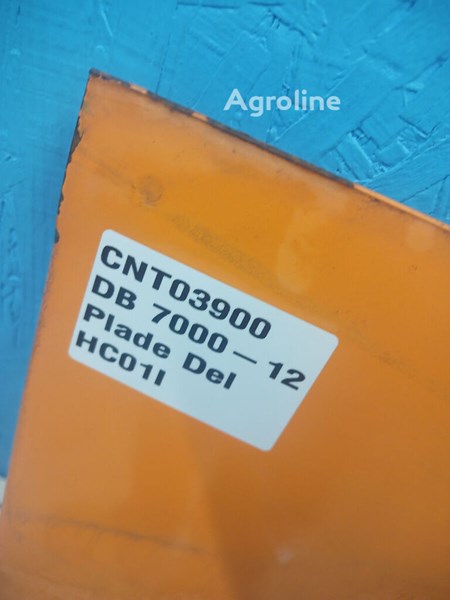 Agroline
CNT03900
DB 7000-12
Plade Del
HC01I